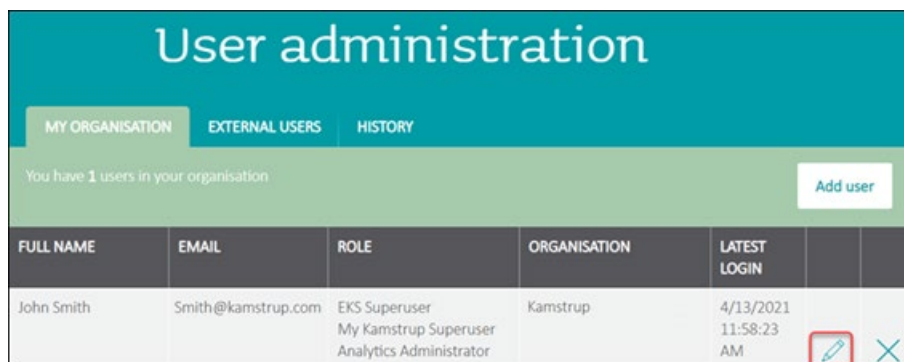 User administration
MY ORGANISATION EXTERNAL USERS HISTORY
You have 1 users in your organisation
Add user
FULL NAME EMAIL ROLE ORGANISATION LATEST LOGIN
John Smith Smith@kamstrup.com EKS Superuser Kamstrup 4/13/2021
My Kamstrup Superuser 11:58:23
Analytics Administrator AM